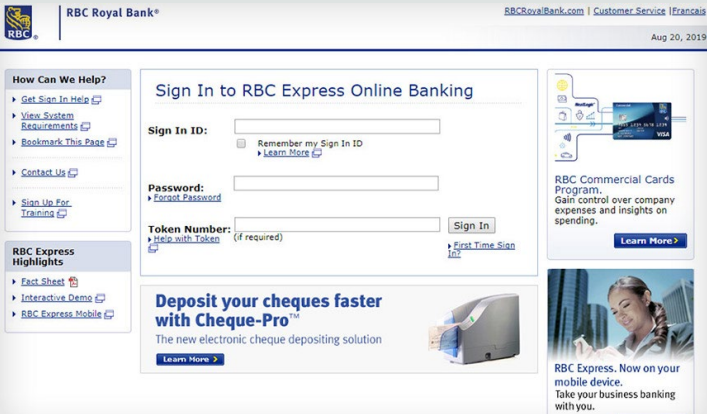 RBC
RBC Royal Bank®
RBCRoyalBank.com | Customer Service |Francais
Aug 20, 2019
How Can We Help?
Get Sign In Help
View System
Requirements
Bookmark This Page
Contact Us
Sign Up For
Training
RBC Express
Highlights
Fact Sheet
Interactive Demo
RBC Express Mobile
Sign In to RBC Express Online Banking
Sign In ID:
Remember my Sign In ID
Learn More
Password:
Forgot Password
Token Number:
Help with Token
(if required)
Sign In
First Time Sign
In?
Deposit your cheques faster
with Cheque-Pro™
The new electronic cheque depositing solution
Learn More
VISA
RBC Commercial Cards
Program.
Gain control over company
expenses and insights on
spending.
Learn More
RBC Express. Now on your
mobile device.
Take your business banking
with you.